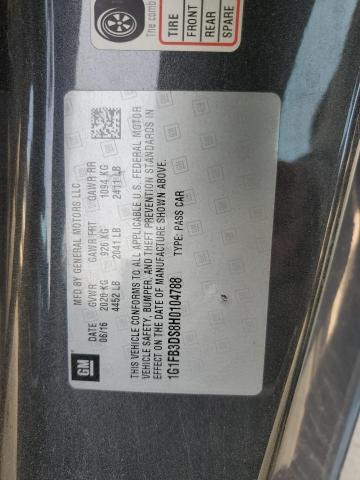 The comb
TIRE
FRONT
REAR
SPARE
MFD BY GENERAL MOTORS LLC
DATE GVWR GAWR FRT GAWR RR
06/16 2020 KG 926 KG 1094 KG
4452 LB 2041 LB 2411 LB
THIS VEHICLE CONFORMS TO ALL APPLICABLE U.S. FEDERAL MOTOR
VEHICLE SAFETY, BUMPER, AND THEFT PREVENTION STANDARDS IN
EFFECT ON THE DATE OF MANUFACTURE SHOWN ABOVE.
1G1FB3DS8H0104788 TYPE: PASS CAR
GM